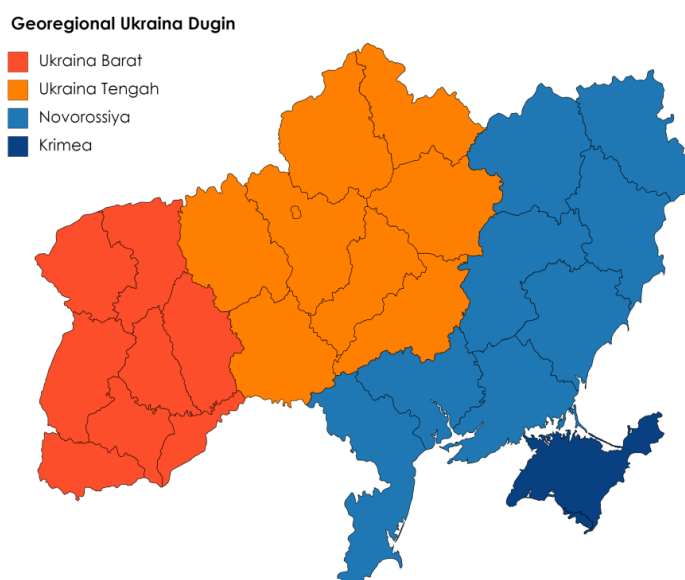 Georegional Ukraina Dugin
Ukraina Barat
Ukraina Tengah
Novorossiya
Krimea